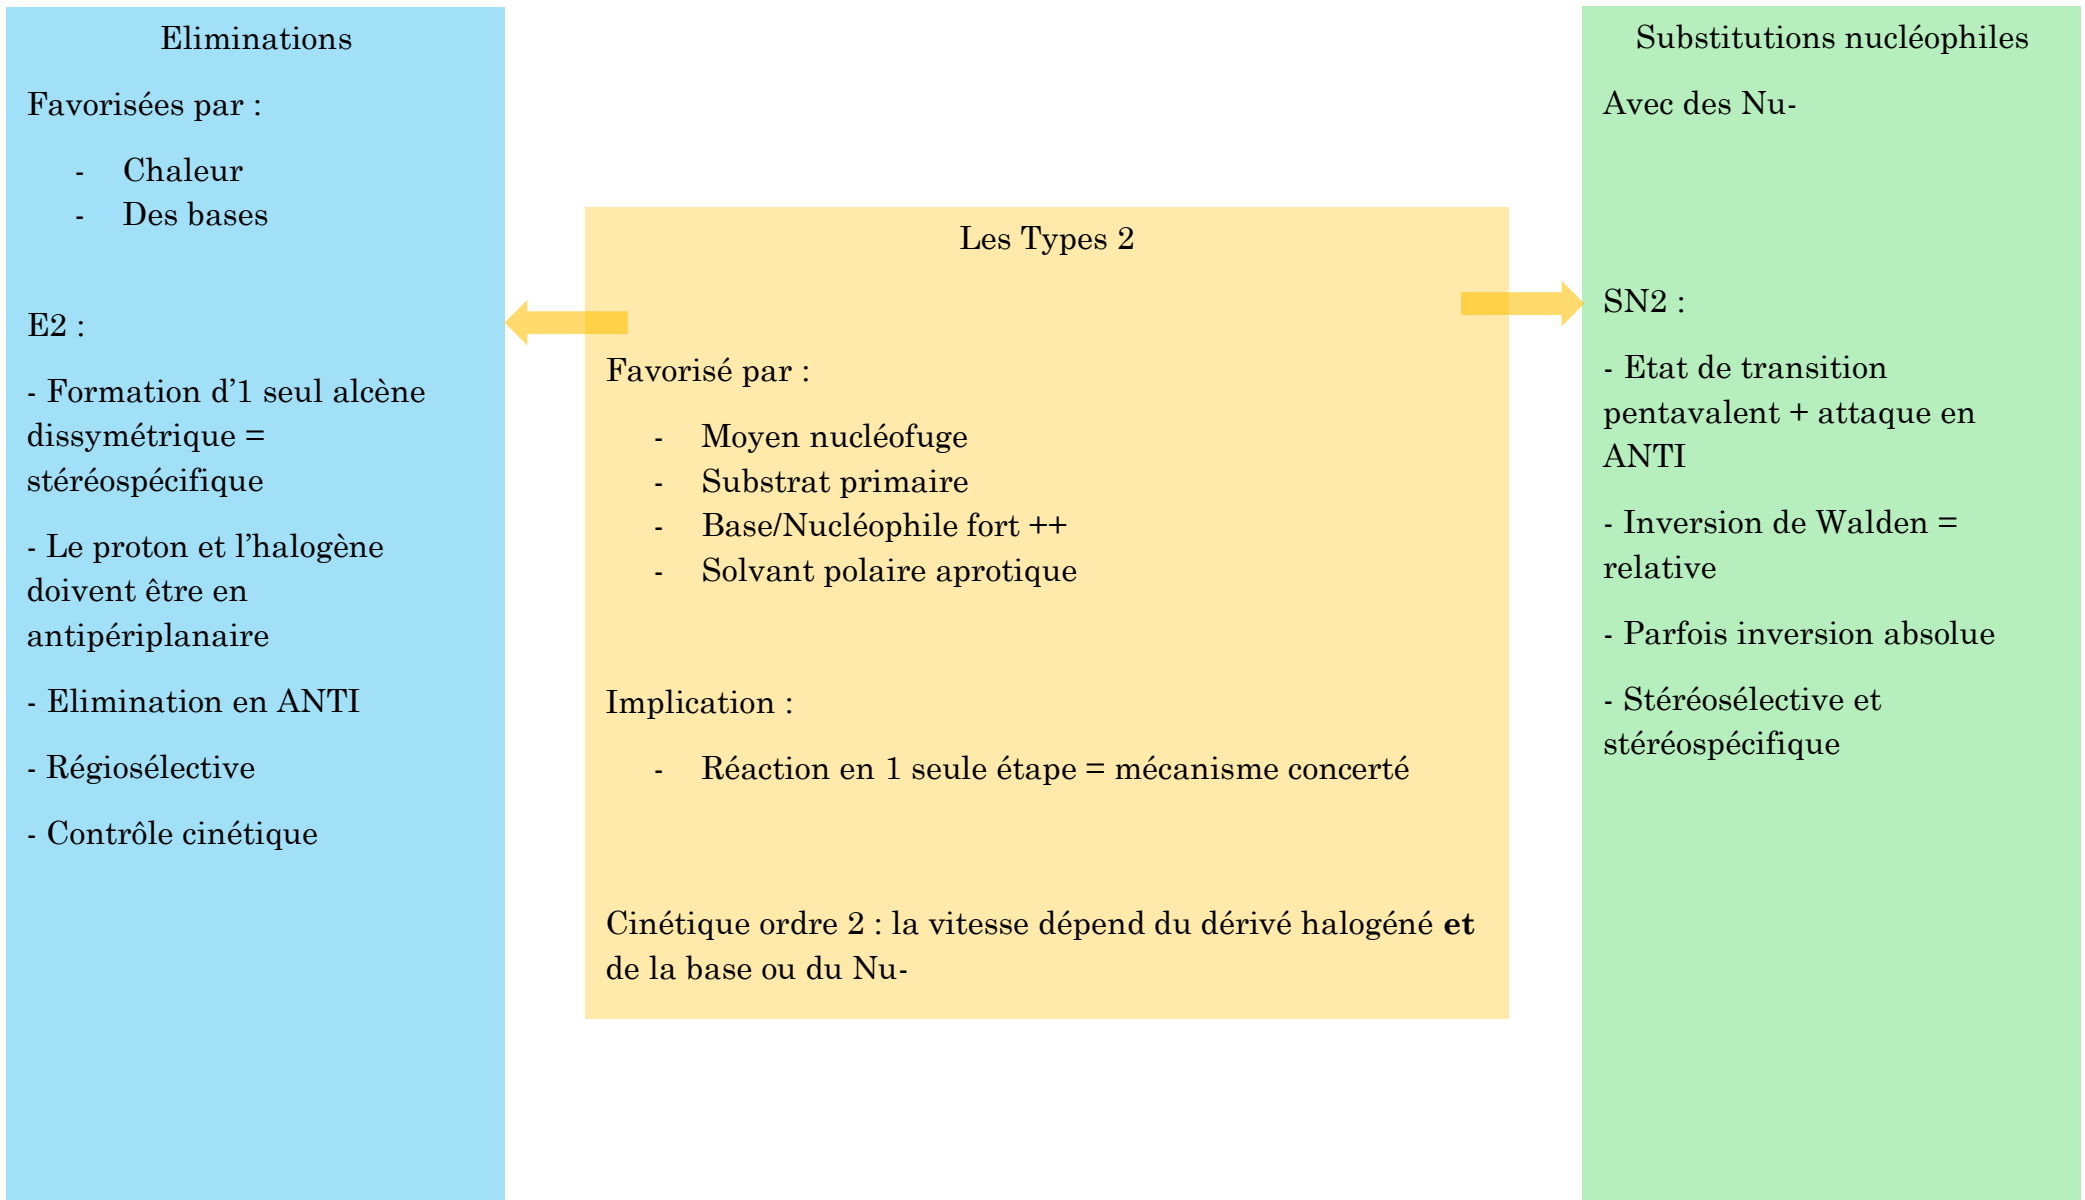 Eliminations
Favorisées par :
- Chaleur
- Des bases
E2 :
- Formation d’1 seul alcène
dissymétrique =
stéréospécifique
- Le proton et l’halogène
doivent être en
antipériplanaire
- Elimination en ANTI
- Régiosélective
- Contrôle cinétique
Les Types 2
Favorisé par :
- Moyen nucléofuge
- Substrat primaire
- Base/Nucléophile fort ++
- Solvant polaire aprotique
Implication :
- Réaction en 1 seule étape = mécanisme concerté
Cinétique ordre 2 : la vitesse dépend du dérivé halogéné et
de la base ou du Nu-
Substitutions nucléophiles
Avec des Nu-
SN2 :
- Etat de transition
pentavalent + attaque en
ANTI
- Inversion de Walden =
relative
- Parfois inversion absolue
- Stéréosélective et
stéréospécifique